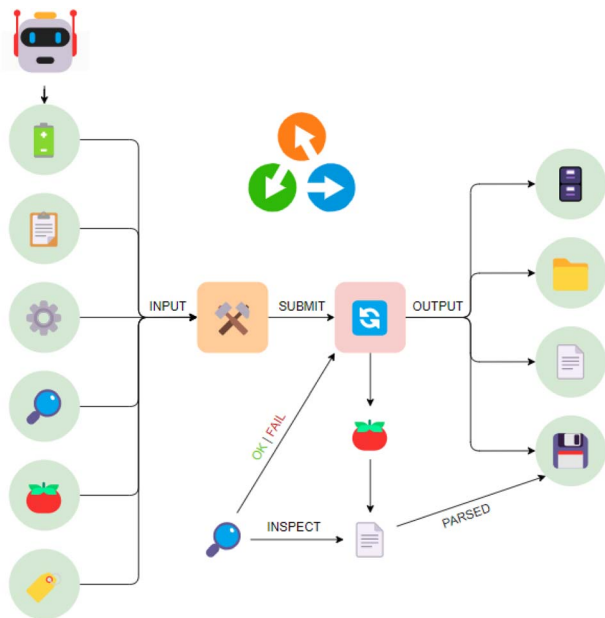 INPUT
SUBMIT
OUTPUT
OK | FAIL
INSPECT
PARSED